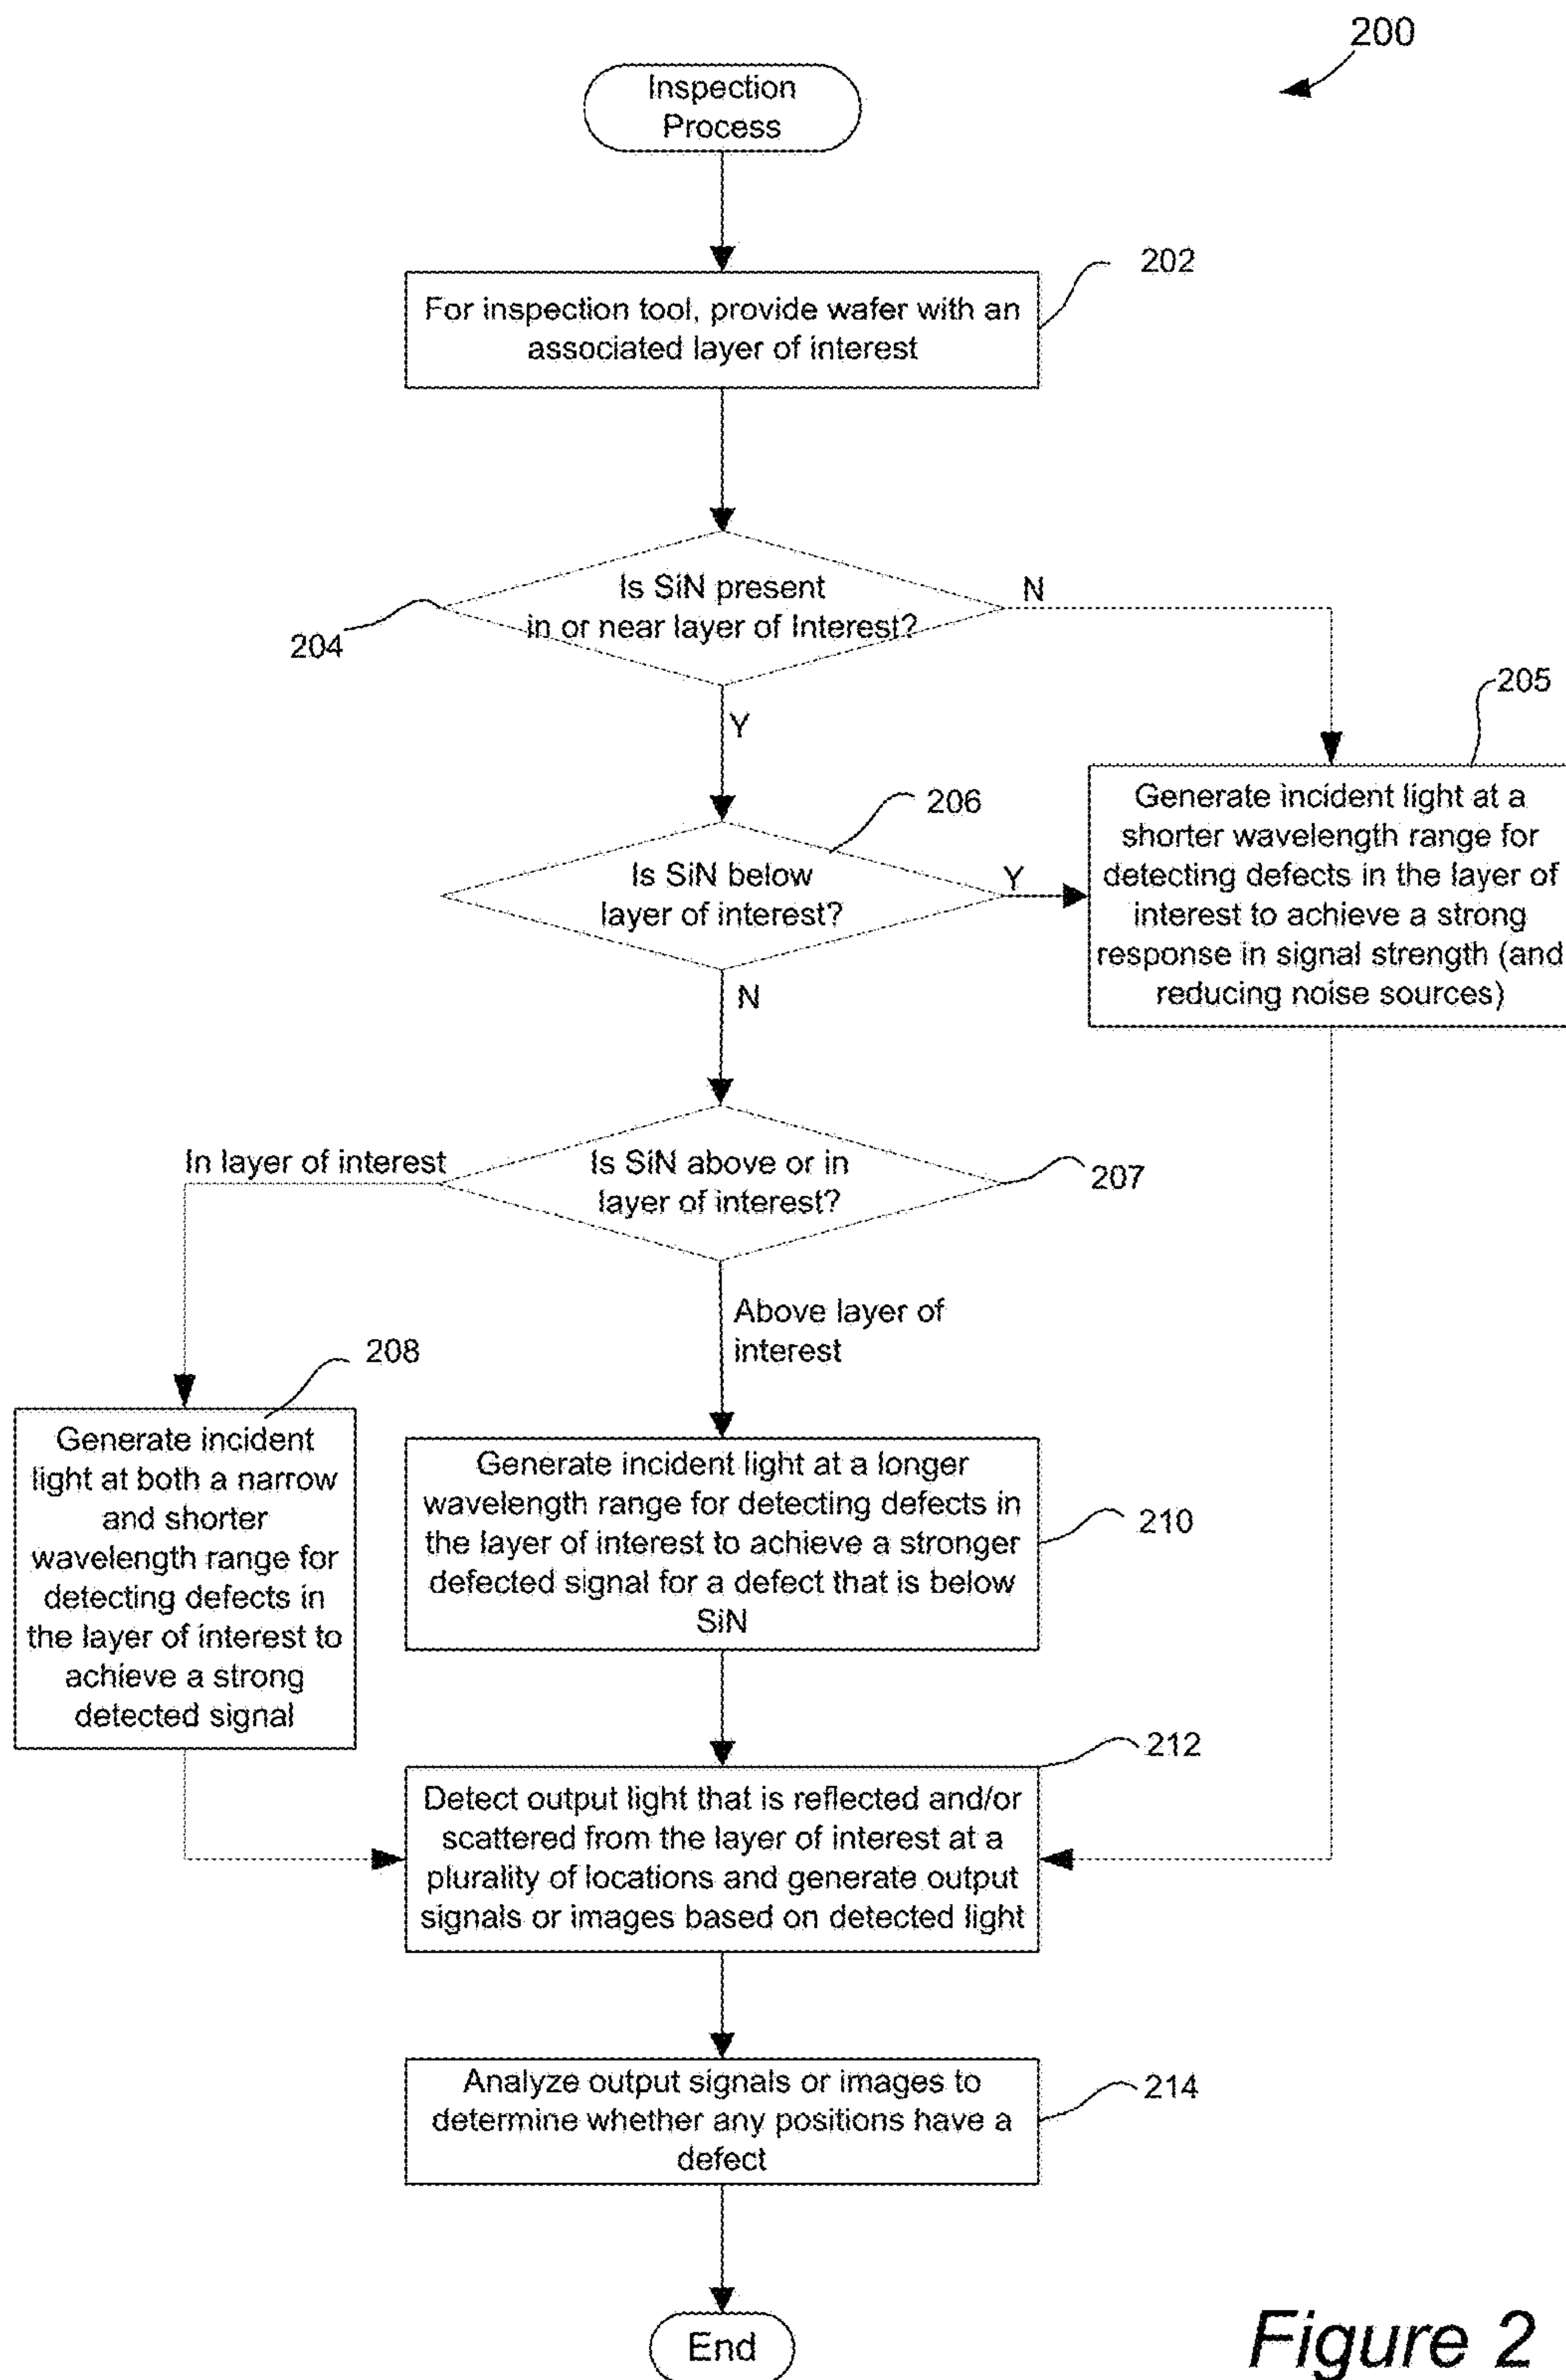 200
Inspection
Process
202
For inspection tool, provide wafer with an
associated layer of interest
Is SiN present
in or near layer of Interest?
N
204
Y
205
206
Is SiN below
layer of interest?
Y
N
Generate incident light at a
shorter wavelength range for
detecting defects in the layer of
interest to achieve a strong
response in signal strength (and
reducing noise sources)
In layer of interest
Is SiN above or in
layer of interest?
207
Above layer of
interest
208
Generate incident
light at both a narrow
and shorter
wavelength range for
detecting defects in
the layer of interest to
achieve a strong
detected signal
Generate incident light at a longer
wavelength range for detecting defects in
the layer of interest to achieve a stronger
defected signal for a defect that is below
SiN
210
212
Detect output light that is reflected and/or
scattered from the layer of interest at a
plurality of locations and generate output
signals or images based on detected light
Analyze output signals or images to
determine whether any positions have a
defect
214
End
Figure 2